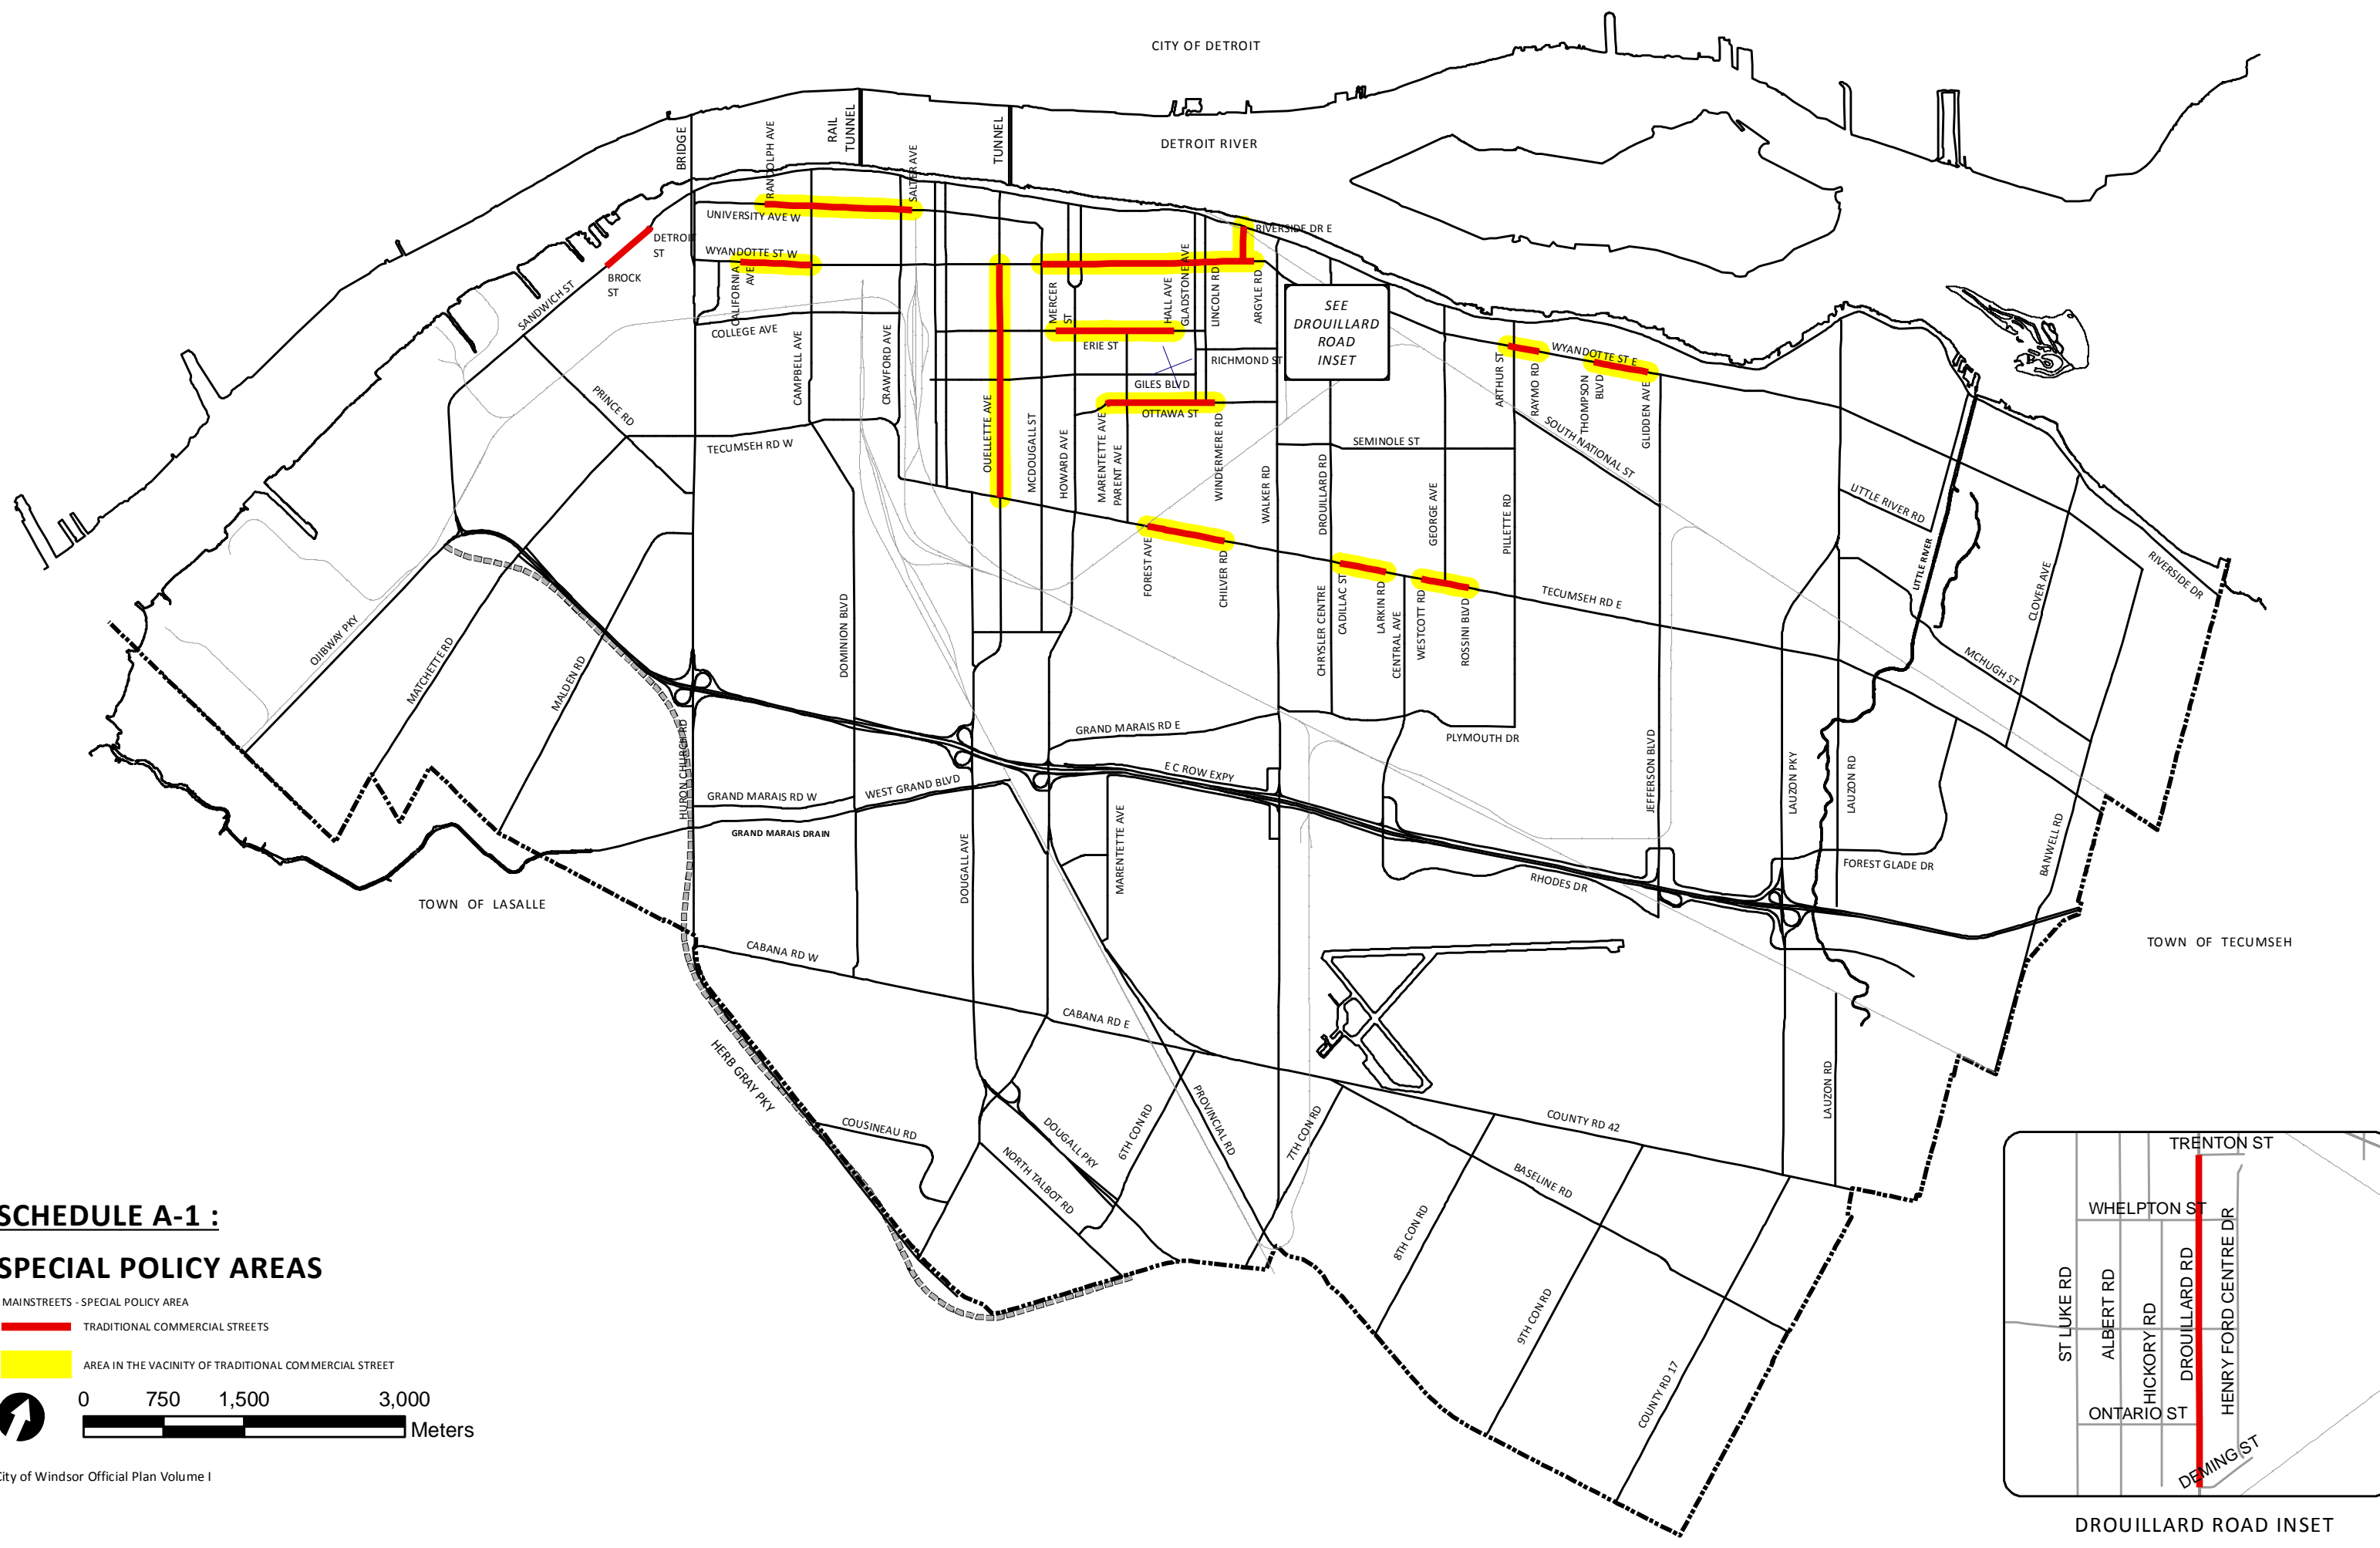 CITY OF DETROIT
DETROIT RIVER
BRIDGE
RANDOLPH AVE
RAIL
TUNNEL
SALTER AVE
TUNNEL
UNIVERSITY AVE W
DETROIT
ST
WYANDOTTE ST W
BROCK
ST
SANDWICH ST
CALIFORNIA
AVE
COLLEGE AVE
CAMPBELL AVE
CRAWFORD AVE
OUELLETTE AVE
MCDOUGALL ST
MERCER
ST
HOWARD AVE
ERIE ST
HALL AVE
GLADSTONE AVE
LINCOLN RD
ARGYLE RD
RIVERSIDE DR E
RICHMOND ST
GILES BLVD
OTTAWA ST
MARENTETTE AVE
PARENT AVE
WINDERMERE RD
WALKER RD
SEE
DROUILLARD
ROAD
INSET
WYANDOTTE ST E
ARTHUR ST
RAYMO RD
THOMPSON
BLVD
GLIDDEN AVE
SOUTH NATIONAL ST
SEMINOLE ST
DROUILLARD RD
GEORGE AVE
PILLETTE RD
PRINCE RD
TECUMSEH RD W
FOREST AVE
CHILVER RD
CHRYSLER CENTRE
CADILLAC ST
LARKIN RD
CENTRAL AVE
WESTCOTT RD
ROSSINI BLVD
TECUMSEH RD E
LITTLE RIVER RD
LITTLE RIVER
RIVERSIDE DR
CLOVER AVE
MCHUGH ST
OJIBWAY PKY
MATCHETTE RD
MALDEN RD
DOMINION BLVD
HURON CHURCH RD
GRAND MARAIS RD E
PLYMOUTH DR
E C ROW EXPY
JEFFERSON BLVD
LAUZON PKY
LAUZON RD
GRAND MARAIS RD W
WEST GRAND BLVD
GRAND MARAIS DRAIN
DOUGALL AVE
MARENTETTE AVE
RHODES DR
FOREST GLADE DR
BANWELL RD
TOWN OF LASALLE
TOWN OF TECUMSEH
CABANA RD W
CABANA RD E
HERB GRAY PKY
COUSINEAU RD
DOUGALL PKY
NORTH TALBOT RD
6TH CON RD
PROVINCIAL RD
7TH CON RD
COUNTY RD 42
LAUZON RD
BASELINE RD
8TH CON RD
9TH CON RD
COUNTY RD 17
SCHEDULE A-1 :
SPECIAL POLICY AREAS
MAINSTREETS - SPECIAL POLICY AREA
TRADITIONAL COMMERCIAL STREETS
AREA IN THE VACINITY OF TRADITIONAL COMMERCIAL STREET
0 750 1,500 3,000
Meters
City of Windsor Official Plan Volume I
TRENTON ST
WHELPTON ST
ST LUKE RD
ALBERT RD
HICKORY RD
DROUILLARD RD
HENRY FORD CENTRE DR
ONTARIO ST
DEMING ST
DROUILLARD ROAD INSET